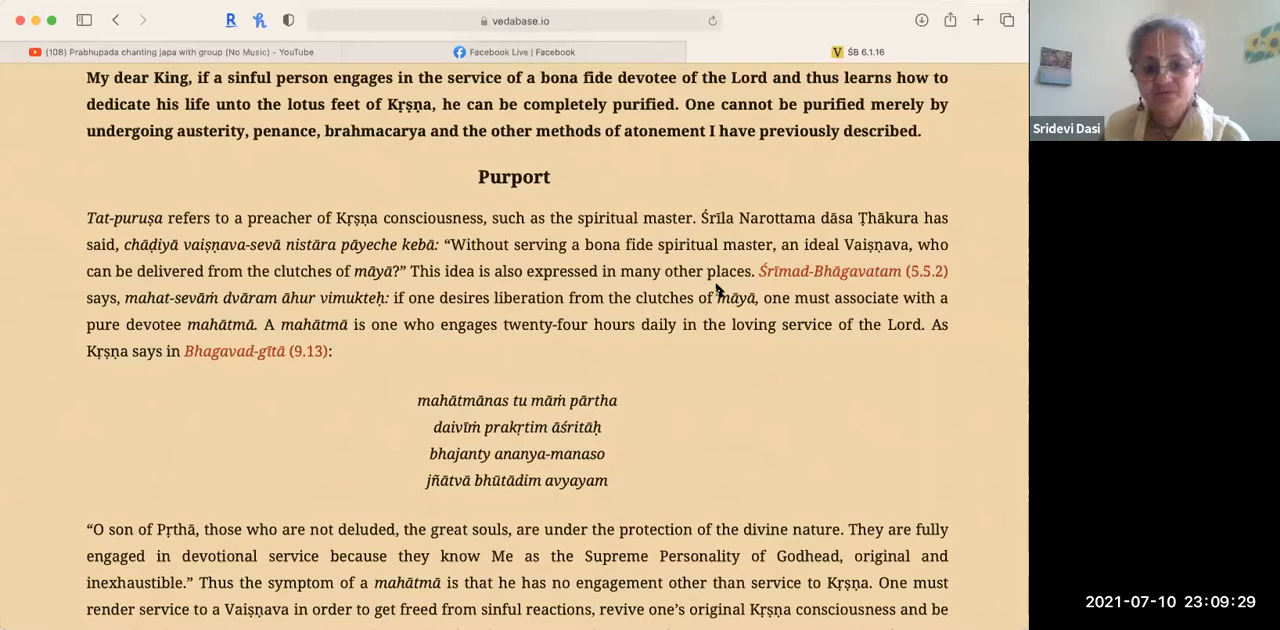 vedabase.io
(108) Prabhupada chanting japa with group (No Music) - YouTube
Facebook Live | Facebook
ŚB 6.1.16
My dear King, if a sinful person engages in the service of a bona fide devotee of the Lord and thus learns how to
dedicate his life unto the lotus feet of Kṛṣṇa, he can be completely purified. One cannot be purified merely by
undergoing austerity, penance, brahmacarya and the other methods of atonement I have previously described.
Purport
Tat-puruṣa refers to a preacher of Kṛṣṇa consciousness, such as the spiritual master. Śrīla Narottama dāsa Ṭhākura has
said, chāḍiyā vaiṣṇava-sevā nistāra pāyeche kebā: “Without serving a bona fide spiritual master, an ideal Vaiṣṇava, who
can be delivered from the clutches of māyā?” This idea is also expressed in many other places. Śrīmad-Bhāgavatam (5.5.2)
says, mahat-sevāṁ dvāram āhur vimukteḥ: if one desires liberation from the clutches of māyā, one must associate with a
pure devotee mahātmā. A mahātmā is one who engages twenty-four hours daily in the loving service of the Lord. As
Kṛṣṇa says in Bhagavad-gītā (9.13):
mahātmānas tu māṁ pārtha
daivīṁ prakṛtim āśritāḥ
bhajanty ananya-manaso
jñātvā bhūtādim avyayam
“O son of Pṛthā, those who are not deluded, the great souls, are under the protection of the divine nature. They are fully
engaged in devotional service because they know Me as the Supreme Personality of Godhead, original and
inexhaustible.” Thus the symptom of a mahātmā is that he has no engagement other than service to Kṛṣṇa. One must
render service to a Vaiṣṇava in order to get freed from sinful reactions, revive one’s original Kṛṣṇa consciousness and be
Sridevi Dasi
2021-07-10 23:09:29